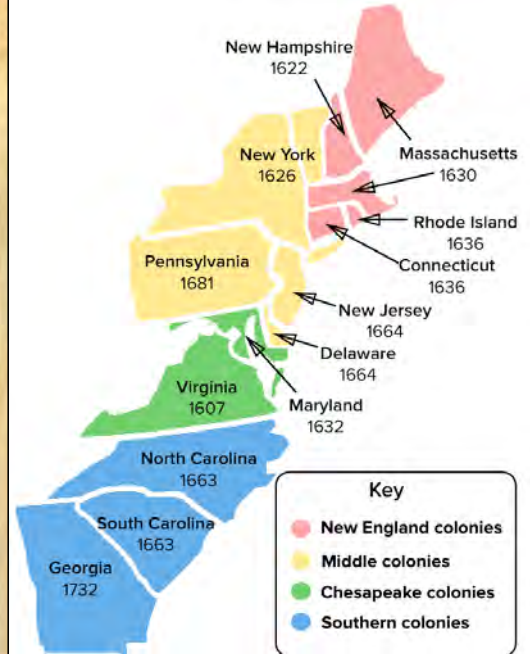 New Hampshire
1622
New York
1626
Massachusetts
1630
Rhode Island
1636
Connecticut
1636
Pennsylvania
1681
New Jersey
1664
Delaware
1664
Maryland
1632
Virginia
1607
North Carolina
1663
South Carolina
1663
Georgia
1732
Key
New England colonies
Middle colonies
Chesapeake colonies
Southern colonies